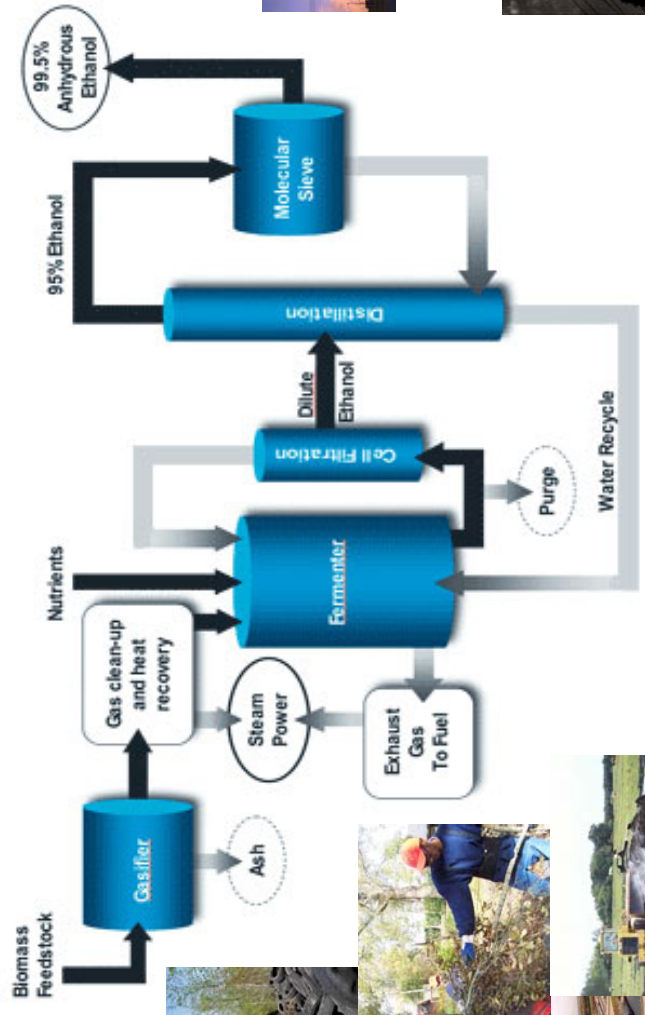 Biomass
Feedstock
Gasifier
Ash
Gas clean-up
and heat
recovery
Steam
Power
Nutrients
Fermenter
Exhaust
Gas
To Fuel
Cell Filtration
Purge
Dilute
Ethanol
Distillation
Water Recycle
95% Ethanol
Molecular
Sieve
99.5%
Anhydrous
Ethanol